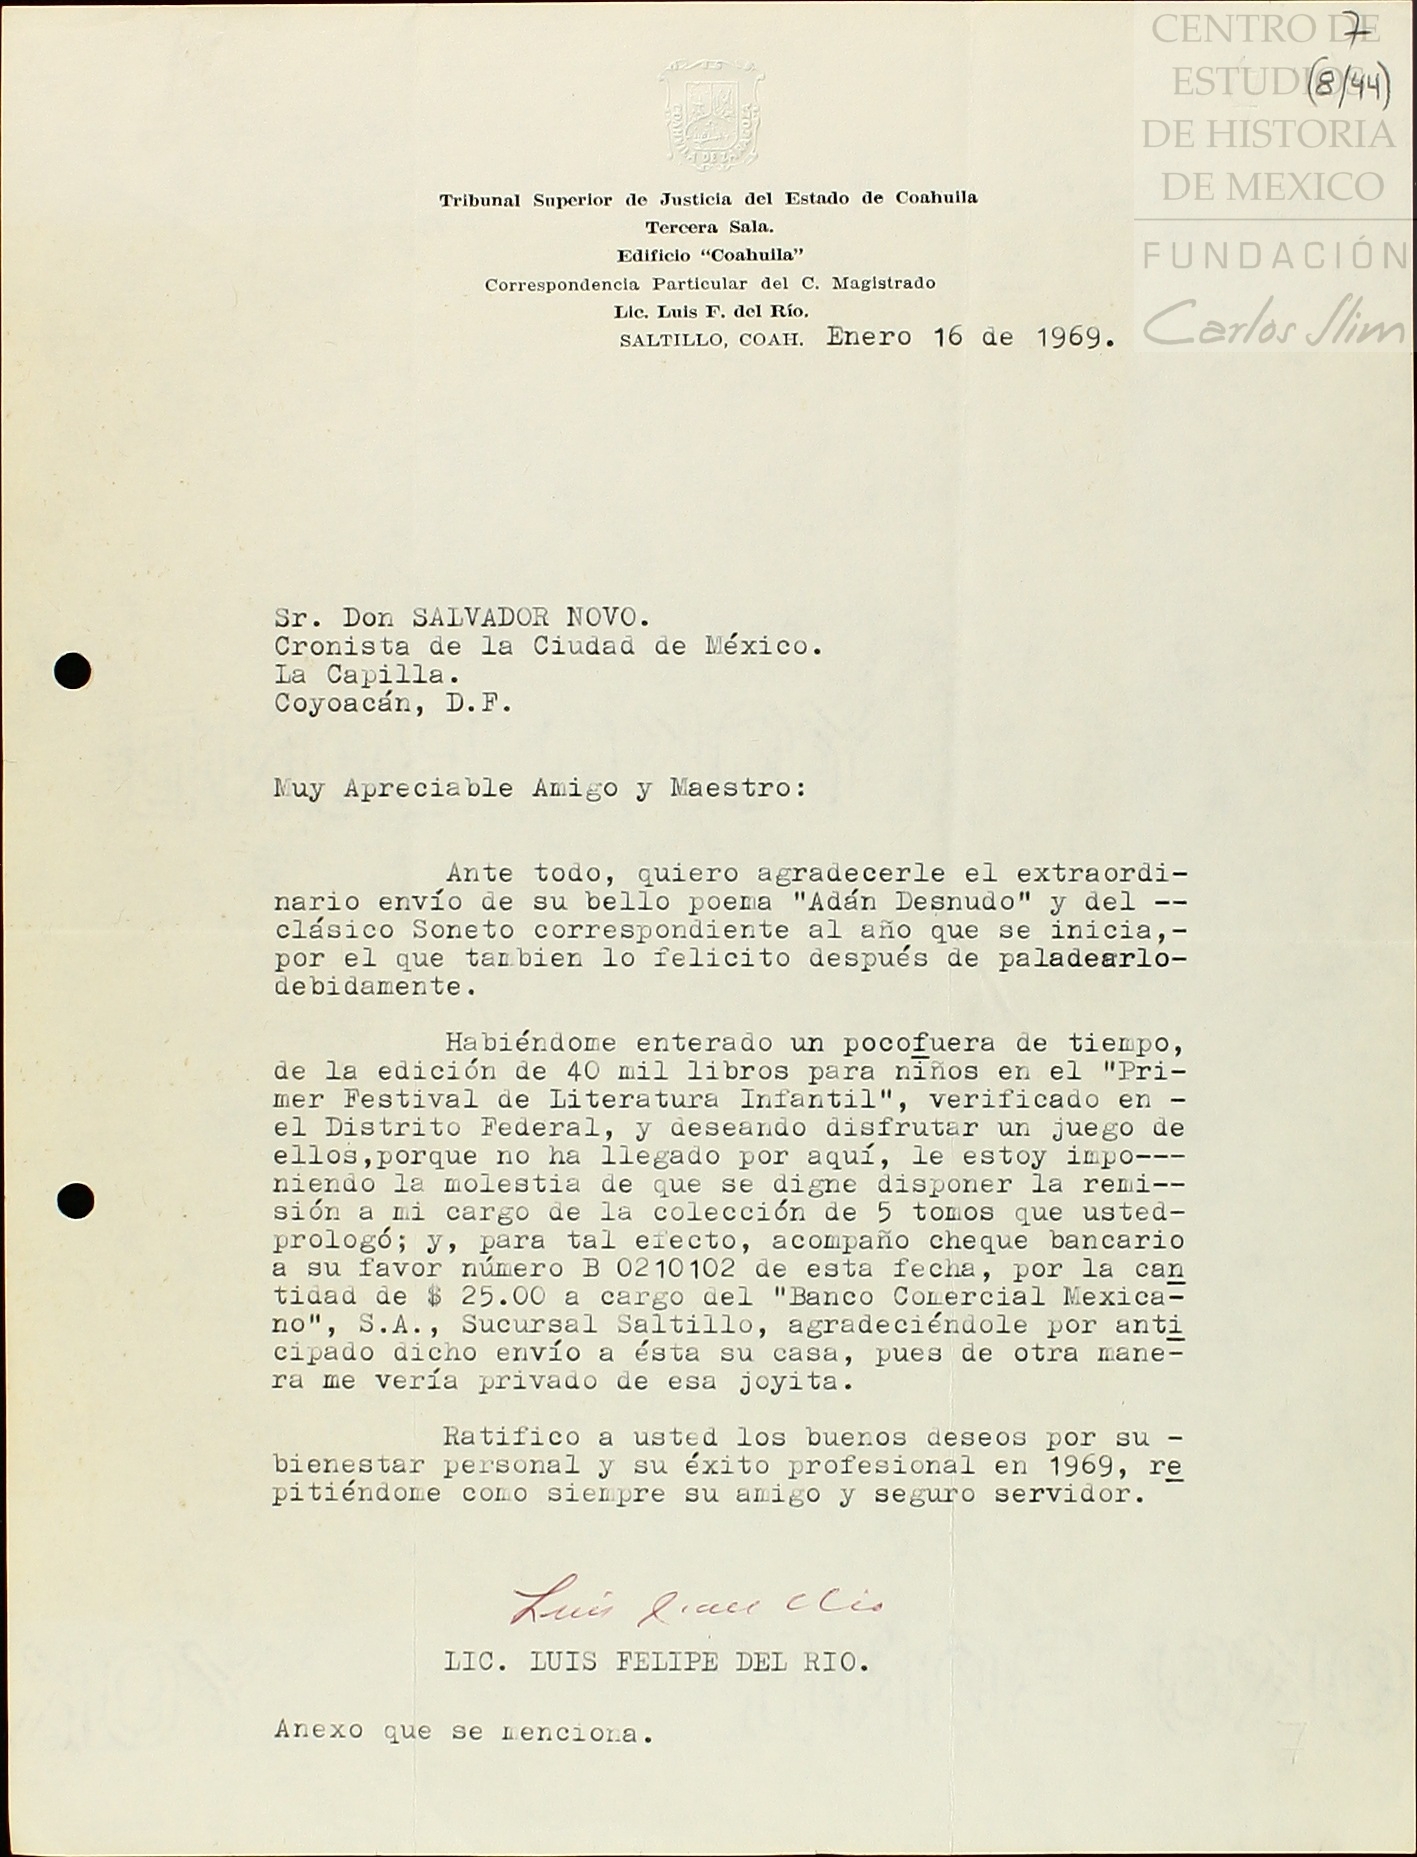 7
(8/44)
CENTRO DE
ESTUDIOS
DE HISTORIA
DE MEXICO
FUNDACIÓN
Carlos Slim
Tribunal Superior de Justicia del Estado de Coahuila
Tercera Sala.
Edificio “Coahuila”
Correspondencia Particular del C. Magistrado
Lic. Luis F. del Río.
SALTILLO, COAH. Enero 16 de 1969.
Sr. Don SALVADOR NOVO.
Cronista de la Ciudad de México.
La Capilla.
Coyoacán, D.F.
Muy Apreciable Amigo y Maestro:
Ante todo, quiero agradecerle el extraordi-
nario envío de su bello poema "Adán Desnudo" y del --
clásico Soneto correspondiente al año que se inicia,-
por el que tambien lo felicito después de paladearlo-
debidamente.
Habiéndome enterado un pocofuera de tiempo,
de la edición de 40 mil libros para niños en el "Pri-
mer Festival de Literatura Infantil", verificado en -
el Distrito Federal, y deseando disfrutar un juego de
ellos,porque no ha llegado por aquí, le estoy impo---
niendo la molestia de que se digne disponer la remi--
sión a mi cargo de la colección de 5 tomos que usted-
prologó; y, para tal efecto, acompaño cheque bancario
a su favor número B 0210102 de esta fecha, por la can
tidad de $ 25.00 a cargo del "Banco Comercial Mexica-
no", S.A., Sucursal Saltillo, agradeciéndole por anti
cipado dicho envío a ésta su casa, pues de otra mane-
ra me vería privado de esa joyita.
Ratifico a usted los buenos deseos por su -
bienestar personal y su éxito profesional en 1969, re
pitiéndome como siempre su amigo y seguro servidor.
LIC. LUIS FELIPE DEL RIO.
Anexo que se menciona.
7